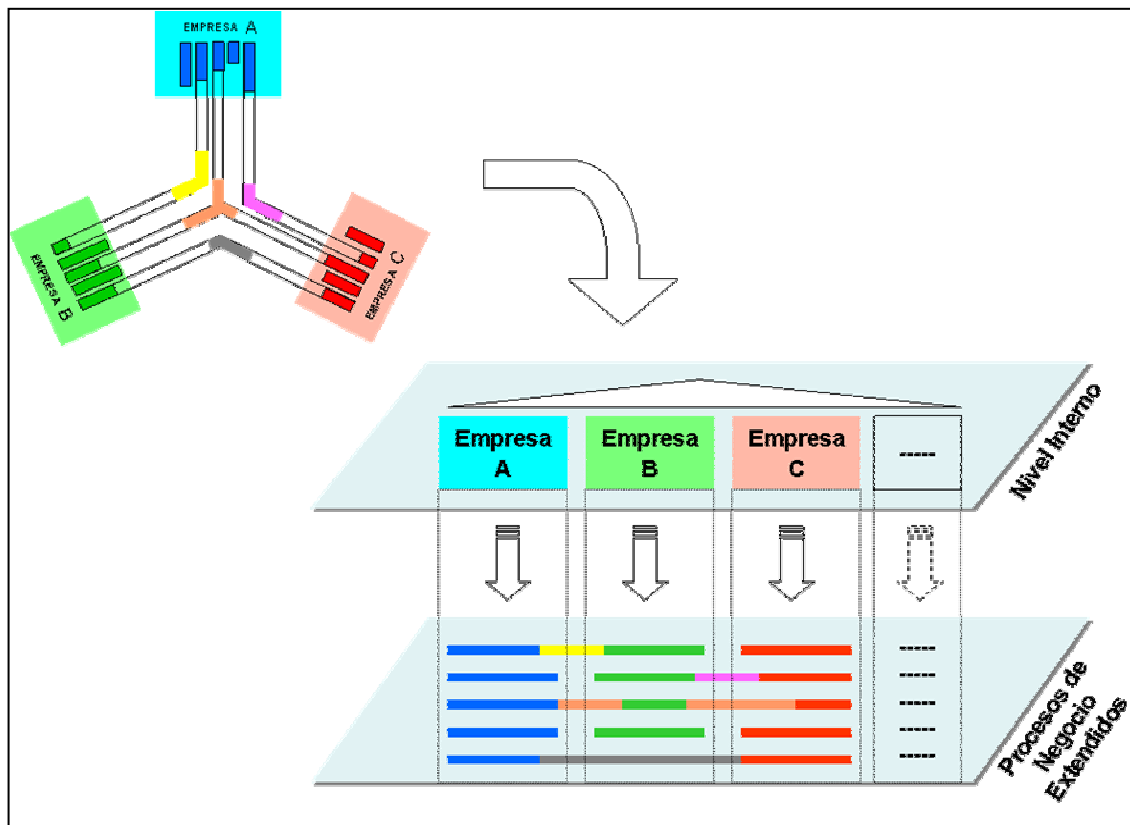 EMPRESA A
EMPRESA B
EMPRESA C
Empresa
A
Empresa
B
Empresa
C
-----
Nivel Interno
-----
-----
-----
-----
-----
Procesos de
Negocio
Extendidos